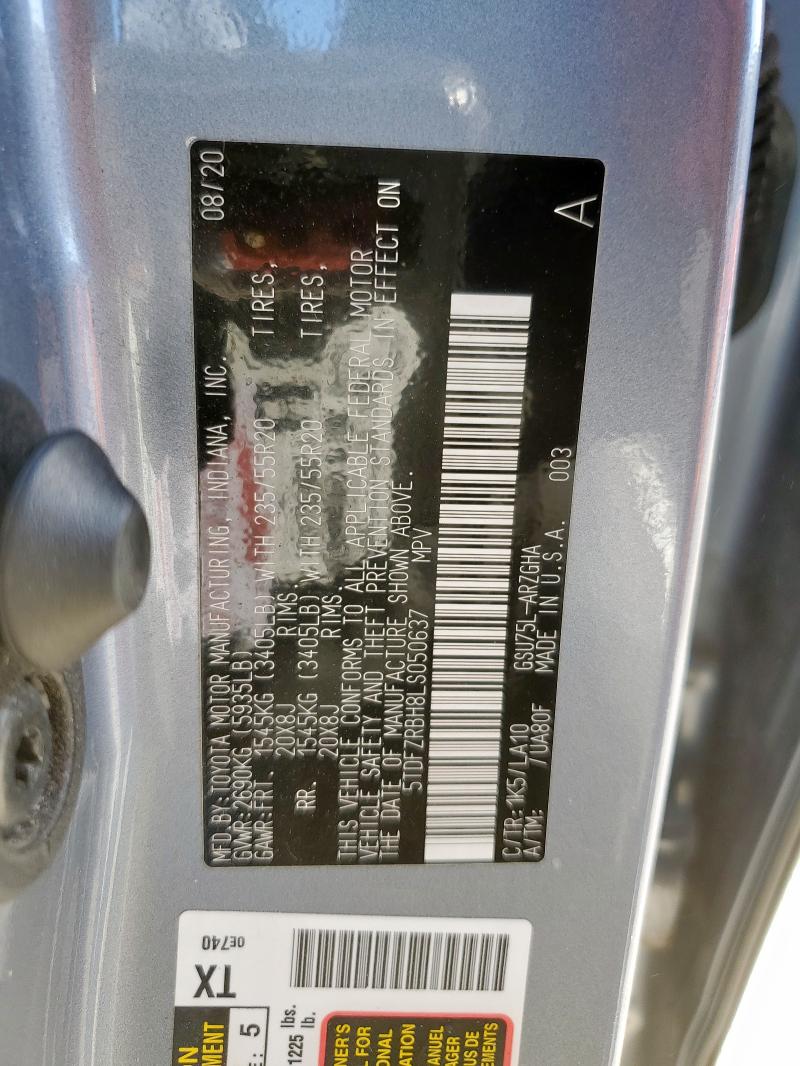 MFD.BY:TOYOTA MOTOR MANUFACTURING, INDIANA, INC. 08/20
GVWR:2690KG (5935LB)
GAWR:FRT. 1545KG (3405LB) WITH 235/55R20 TIRES,
20X8J RIMS.
RR. 1545KG (3405LB) WITH 235/55R20 TIRES,
20X8J RIMS.
THIS VEHICLE CONFORMS TO ALL APPLICABLE FEDERAL MOTOR
VEHICLE SAFETY AND THEFT PREVENTION STANDARDS IN EFFECT ON
THE DATE OF MANUFACTURE SHOWN ABOVE.
5TDFZRBH8LS050637 MPV
C/TR:1K5/LA10 GSU75L-ARZGHA
A/TM: /UA80F MADE IN U.S.A. 003 A
TX
0E740
5
1225 lbs.
lb.
MANUEL